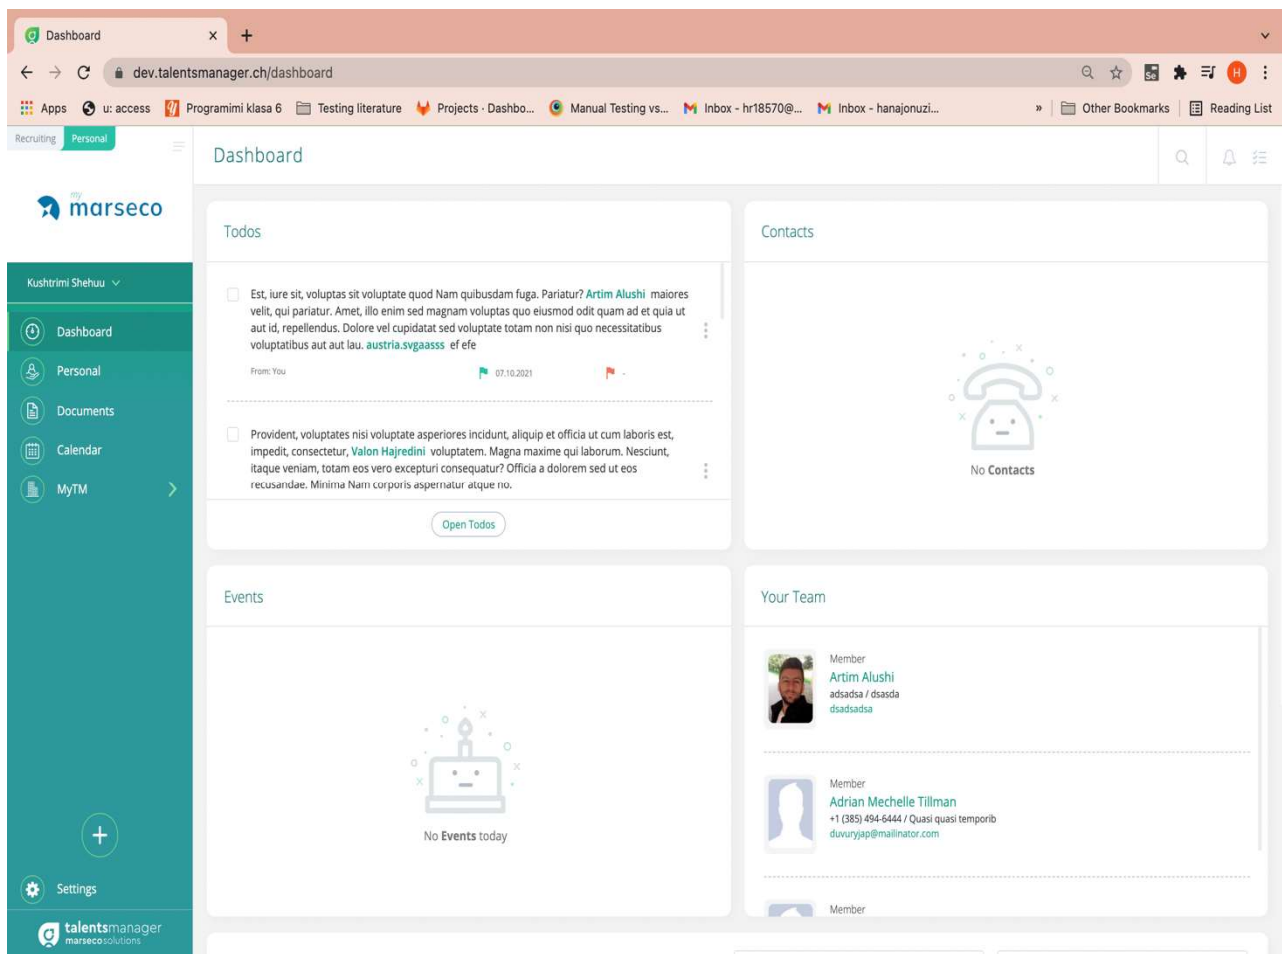 Dashboard
dev.talentsmanager.ch/dashboard
H
Apps u: access Programimi klasa 6 Testing literature Projects · Dashbo... Manual Testing vs... Inbox - hr18570@... Inbox - hanajonuzi... » Other Bookmarks Reading List
Recruiting Personal
Dashboard
my
marseco
Kushtrimi Shehuu
Dashboard
Personal
Documents
Calendar
MyTM
Settings
talentsmanager
marsecosolutions
Todos
Est, iure sit, voluptas sit voluptate quod Nam quibusdam fuga. Pariatur? Artim Alushi maiores
velit, qui pariatur. Amet, illo enim sed magnam voluptas quo eiusmod odit quam ad et quia ut
aut id, repellendus. Dolore vel cupidatat sed voluptate totam non nisi quo necessitatibus
voluptatibus aut aut lau. austria.svgaasss ef efe
From: You 07.10.2021 -
Provident, voluptates nisi voluptate asperiores incidunt, aliquip et officia ut cum laboris est,
impedit, consectetur, Valon Hajredini voluptatem. Magna maxime qui laborum. Nesciunt,
itaque veniam, totam eos vero excepturi consequatur? Officia a dolorem sed ut eos
recusandae. Minima Nam corporis aspernatur atque no.
Open Todos
Contacts
No Contacts
Events
No Events today
Your Team
Member
Artim Alushi
adsadsa / dsasda
dsadsadsa
Member
Adrian Mechelle Tillman
+1 (385) 494-6444 / Quasi quasi temporib
duvuryjap@mailinator.com
Member